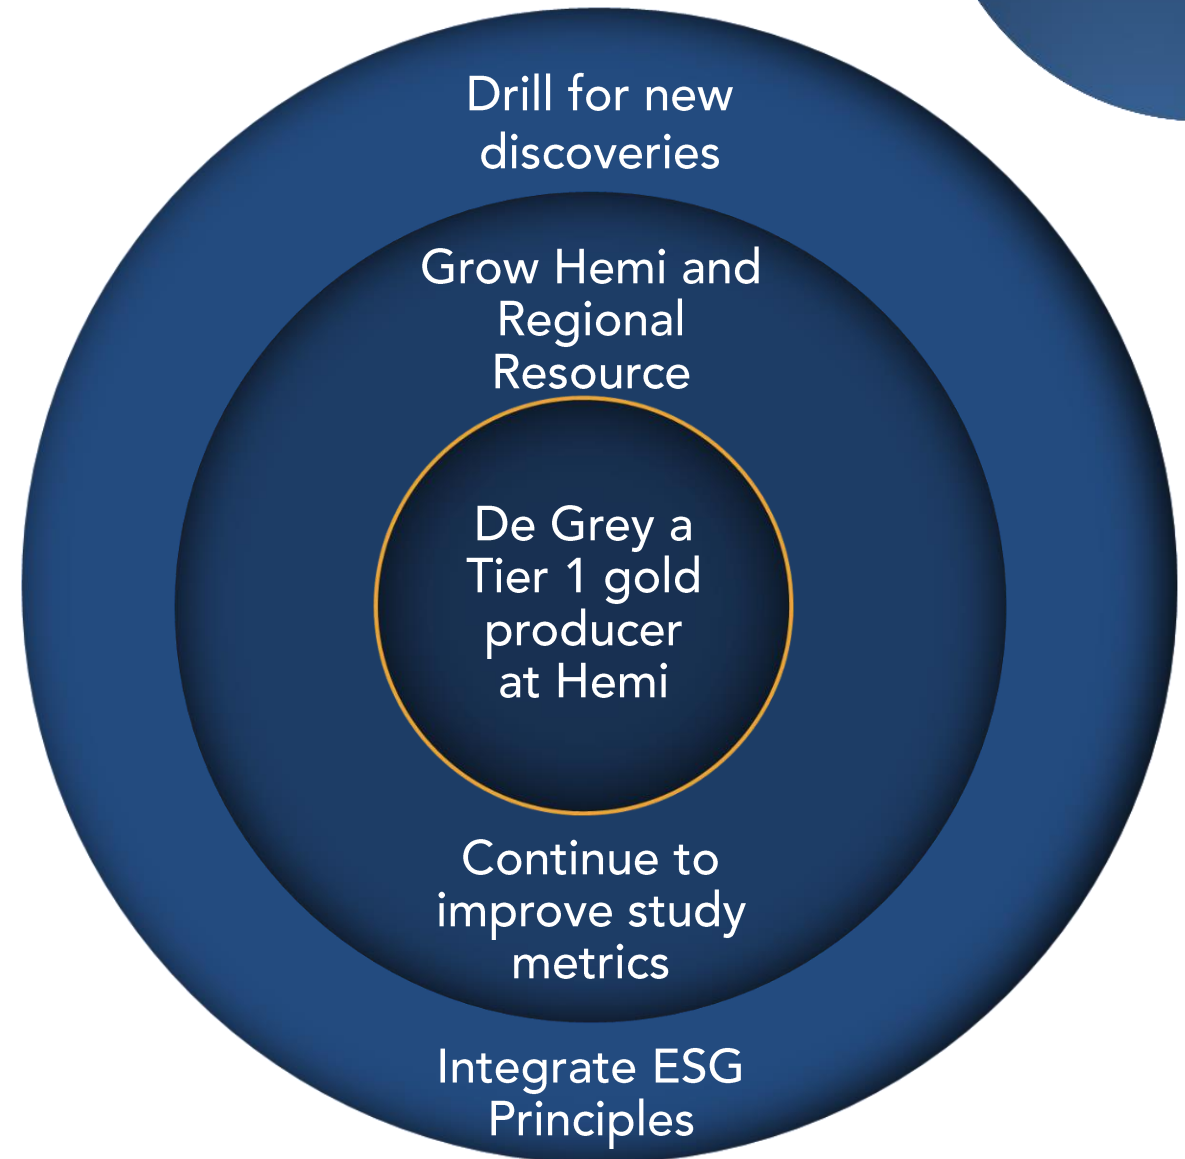 Drill for new
discoveries
Grow Hemi and
Regional
Resource
De Grey a
Tier 1 gold
producer
at Hemi
Continue to
improve study
metrics
Integrate ESG
Principles